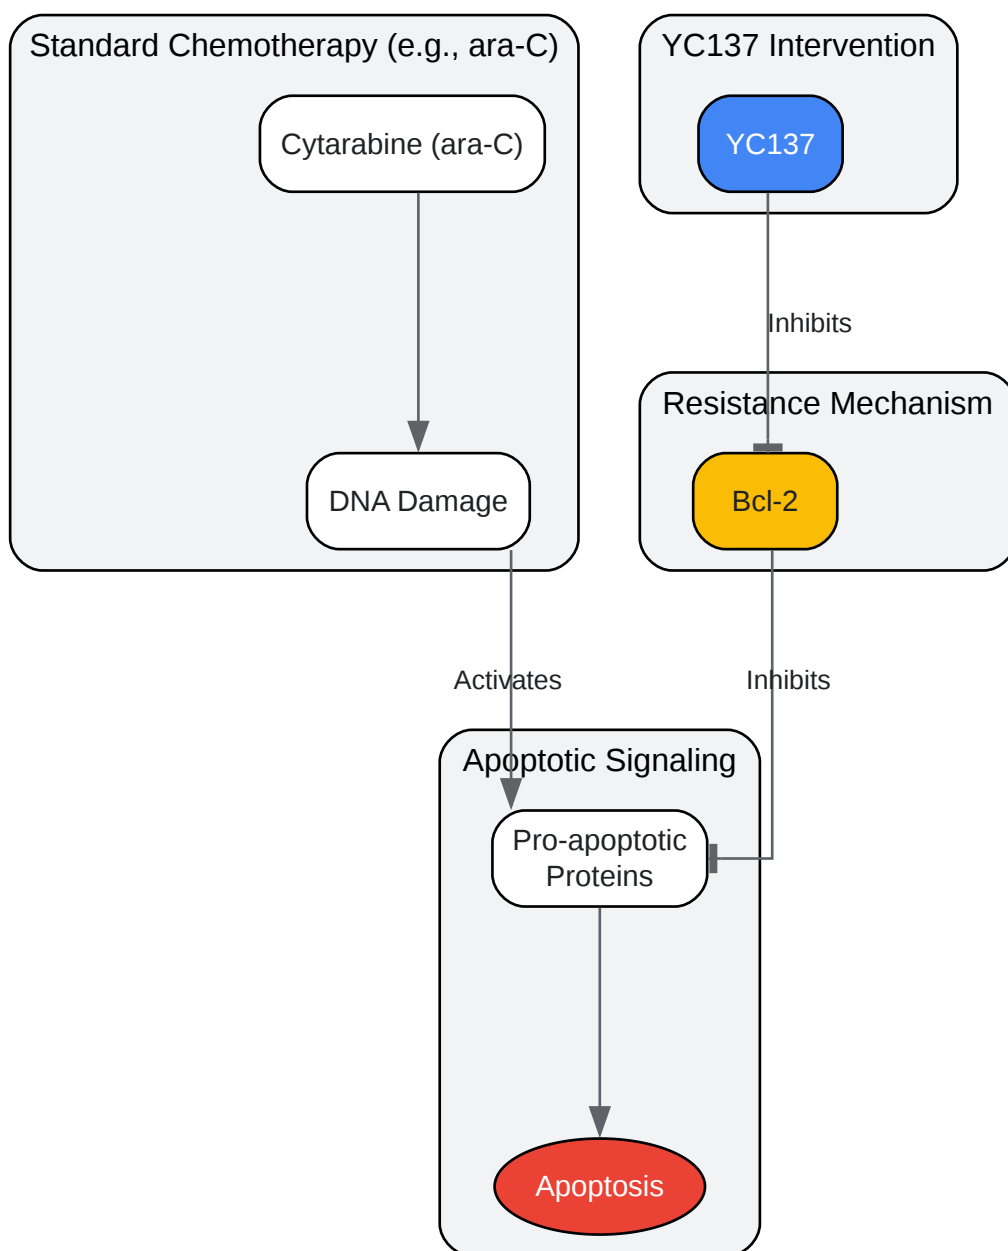 Standard Chemotherapy (e.g., ara-C)
YC137 Intervention
Cytarabine (ara-C)
YC137
Inhibits
Resistance Mechanism
DNA Damage
Bcl-2
Activates
Inhibits
Apoptotic Signaling
Pro-apoptotic
Proteins
Apoptosis